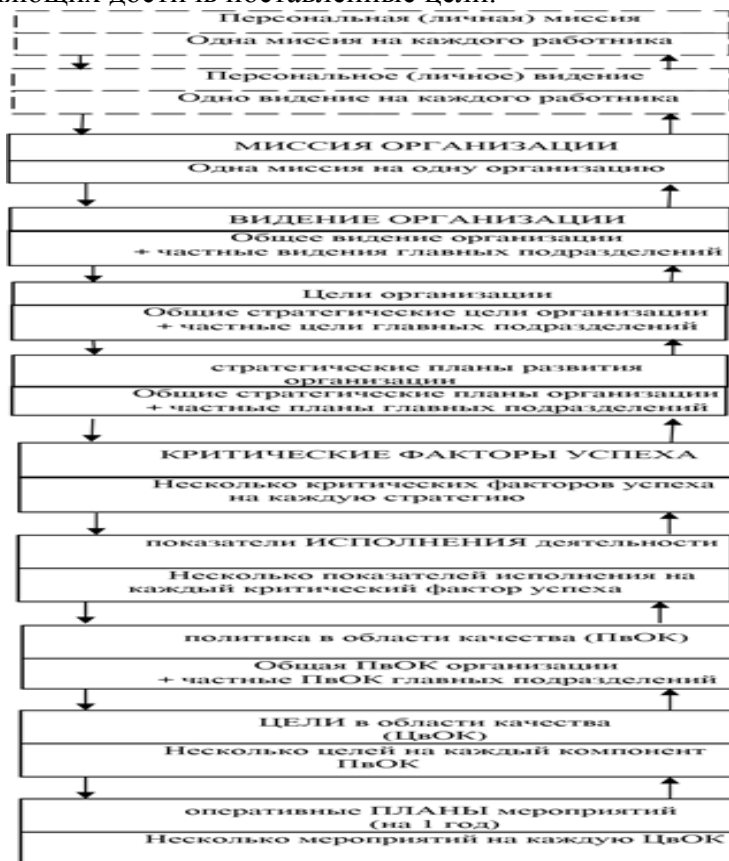 достичь поставленные цели.
Персональная (личная) миссия
Одна миссия на каждого работника
Персональное (личное) видение
Одно видение на каждого работника
МИССИЯ ОРГАНИЗАЦИИ
Одна миссия на одну организацию
ВИДЕНИЕ ОРГАНИЗАЦИИ
Общее видение организации
+ частные видения главных подразделений
Цели организации
Общие стратегические цели организации
+ частные цели главных подразделений
стратегические планы развития
организации
Общие стратегические планы организации
+ частные планы главных подразделений
КРИТИЧЕСКИЕ ФАКТОРЫ УСПЕХА
Несколько критических факторов успеха
на каждую стратегию
показатели ИСПОЛНЕНИЯ деятельности
Несколько показателей исполнения на
каждый критический фактор успеха
политика в области качества (ПвОК)
Общая ПвОК организации
+ частные ПвОК главных подразделений
ЦЕЛИ в области качества
(ЦвОК)
Несколько целей на каждый компонент
ПвОК
оперативные ПЛАНЫ мероприятий
(на 1 год)
Несколько мероприятий на каждую ЦвОК